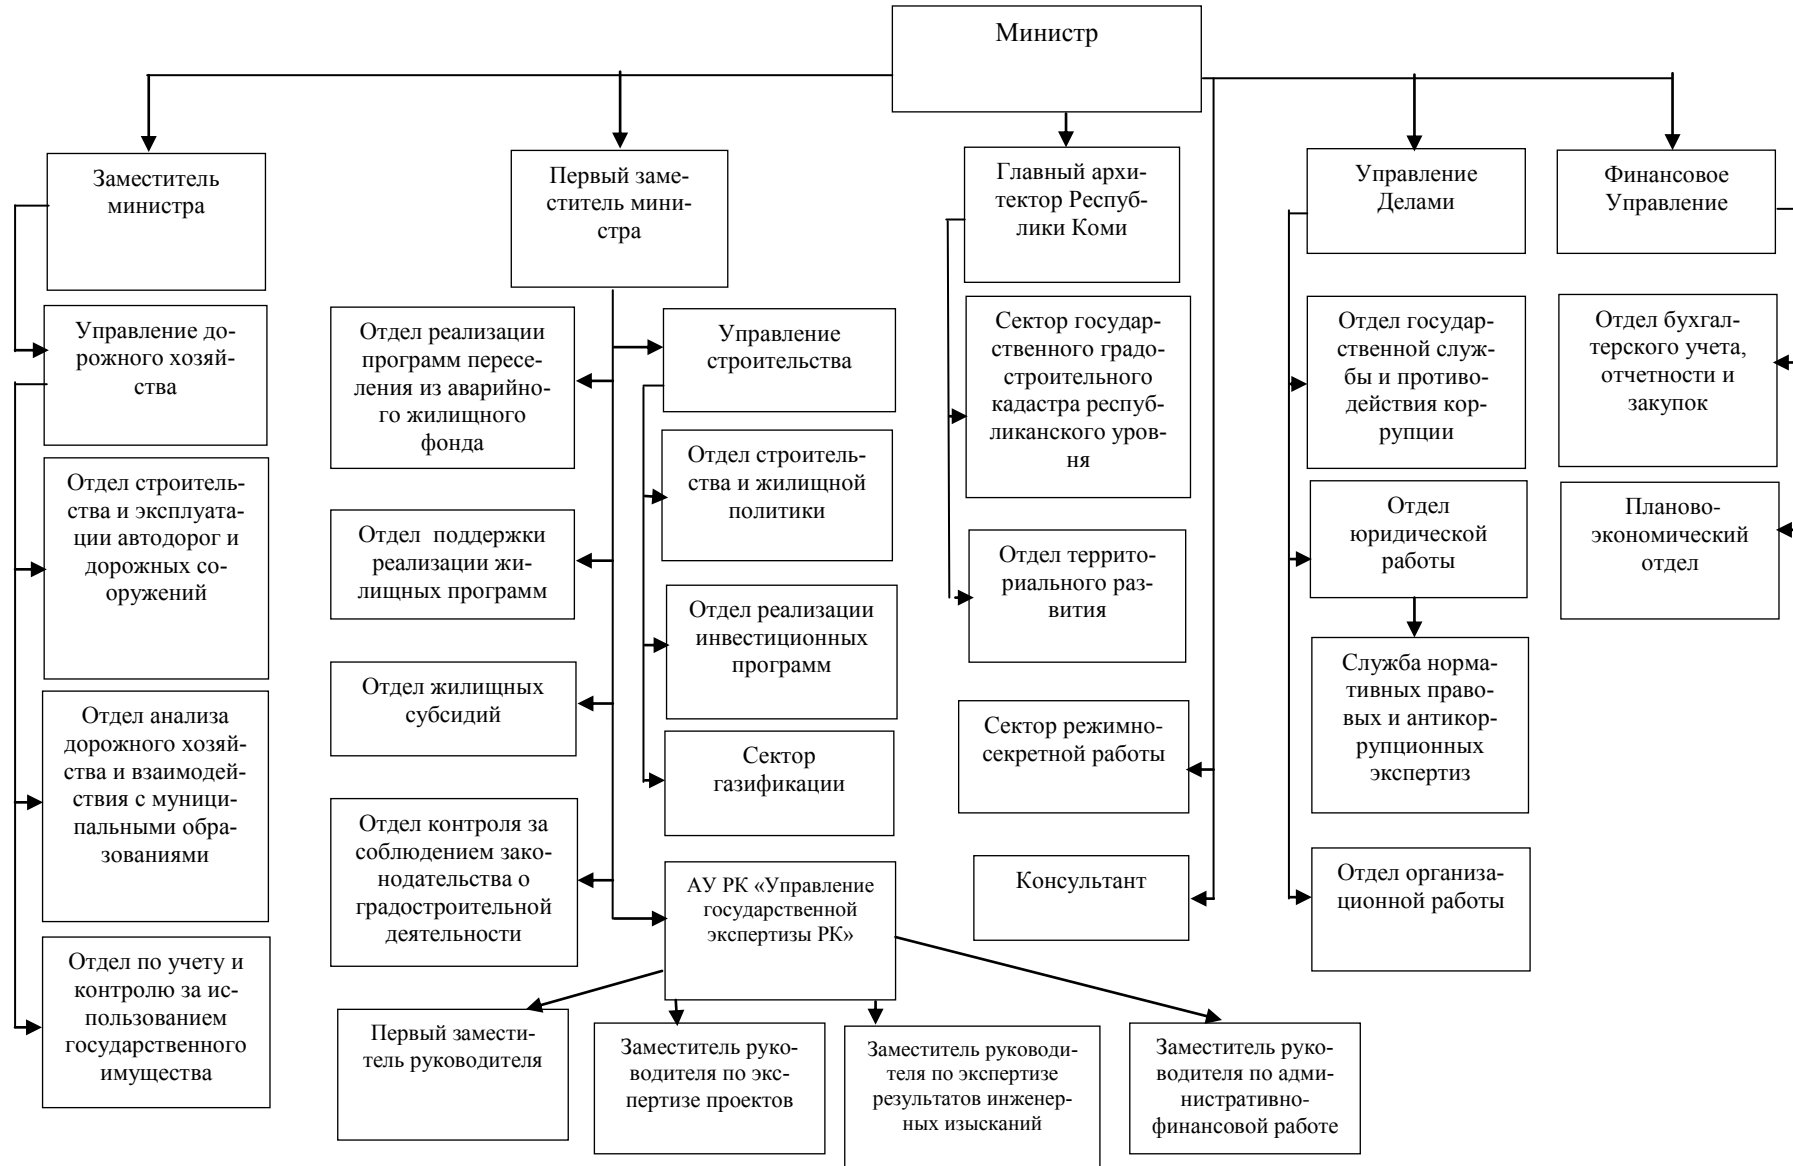 Министр
Заместитель
министра
Первый заме-
ститель мини-
стра
Главный архи-
тектор Респуб-
лики Коми
Управление
Делами
Финансовое
Управление
Управление до-
рожного хозяй-
ства
Отдел строитель-
ства и эксплуата-
ции автодорог и
дорожных со-
оружений
Отдел анализа
дорожного хозяй-
ства и взаимодей-
ствия с муници-
пальными обра-
зованиями
Отдел по учету и
контролю за ис-
пользованием
государственного
имущества
Отдел реализации
программ пересе-
ления из аварийно-
го жилищного
фонда
Отдел  поддержки
реализации жи-
лищных программ
Отдел жилищных
субсидий
Отдел контроля за
соблюдением зако-
нодательства о
градостроительной
деятельности
Управление
строительства
Отдел строитель-
ства и жилищной
политики
Отдел реализации
инвестиционных
программ
Сектор
газификации
АУ РК «Управление
государственной
экспертизы РК»
Сектор государ-
ственного градо-
строительного
кадастра респуб-
ликанского уров-
ня
Отдел террито-
риального раз-
вития
Сектор режимно-
секретной работы
Консультант
Отдел государ-
ственной служ-
бы и противо-
действия кор-
рупции
Отдел
юридической
работы
Служба норма-
тивных право-
вых и антикор-
рупционных
экспертиз
Отдел организа-
ционной работы
Отдел бухгал-
терского учета,
отчетности и
закупок
Планово-
экономический
отдел
Первый замести-
тель руководителя
Заместитель руко-
водителя по экс-
пертизе проектов
Заместитель руководи-
теля по экспертизе
результатов инженер-
ных изысканий
Заместитель руко-
водителя по адми-
нистративно-
финансовой работе